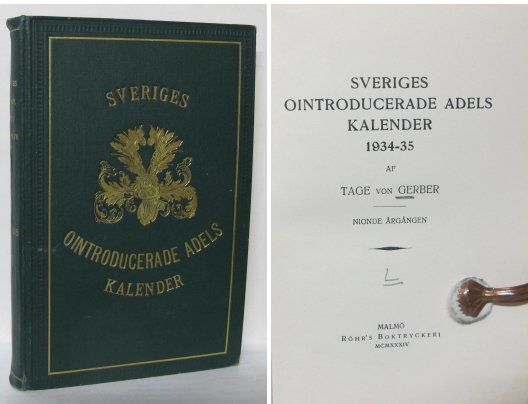 SVERIGES
OINTRODUCERADE ADELS
KALENDER
SVERIGES
OINTRODUCERADE ADELS
KALENDER
1934-35
AF
TAGE VON GERBER
NIONDE ÅRGÅNGEN
L
MALMÖ
RÖHR'S BOKTRYCKERI
MCMXXXIV